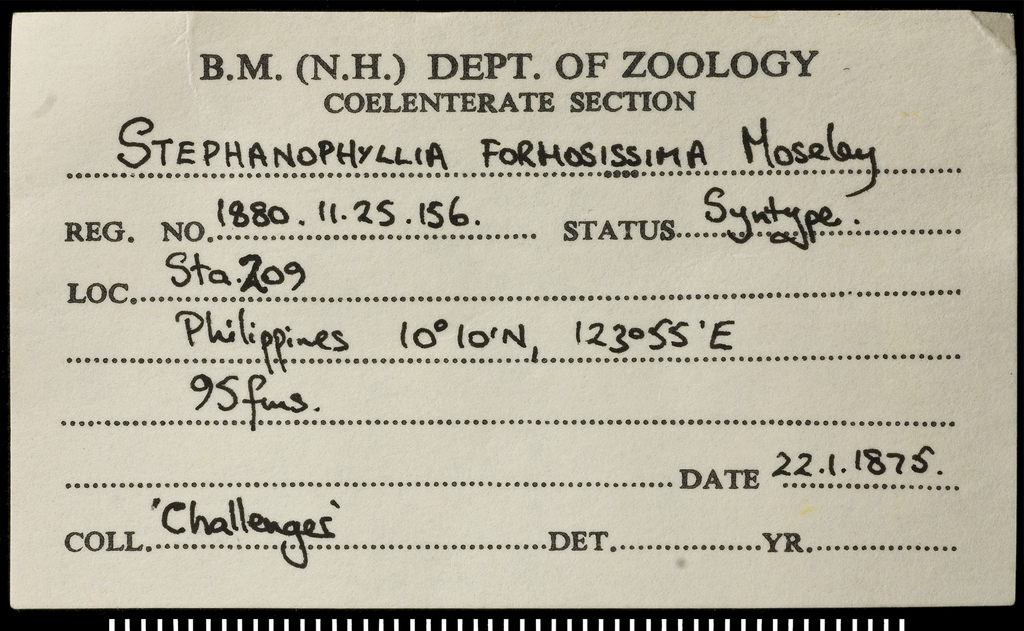 B.M. (N.H.) DEPT. OF ZOOLOGY
COELENTERATE SECTION
STEPHANOPHYLLIA FORMOSISSIMA Moseley
REG. NO. 1880.11.25.156. STATUS Syntype.
LOC. Sta. 209
Philippines 10°10'N, 123°55'E
95 fms.
DATE 22.1.1875.
COLL. 'Challenger' DET. YR.